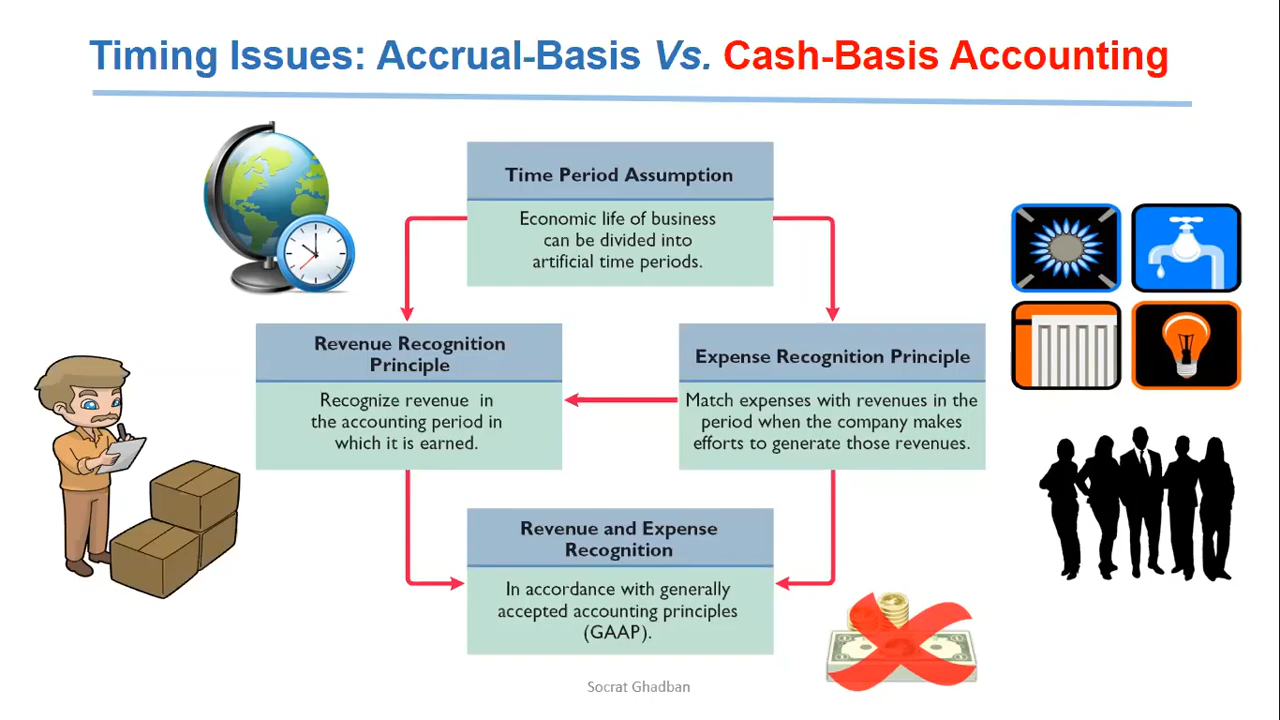 Timing Issues: Accrual-Basis Vs. Cash-Basis Accounting
Time Period Assumption
Economic life of business
can be divided into
artificial time periods.
Revenue Recognition
Principle
Recognize revenue in
the accounting period in
which it is earned.
Expense Recognition Principle
Match expenses with revenues in the
period when the company makes
efforts to generate those revenues.
Revenue and Expense
Recognition
In accordance with generally
accepted accounting principles
(GAAP).
Socrat Ghadban